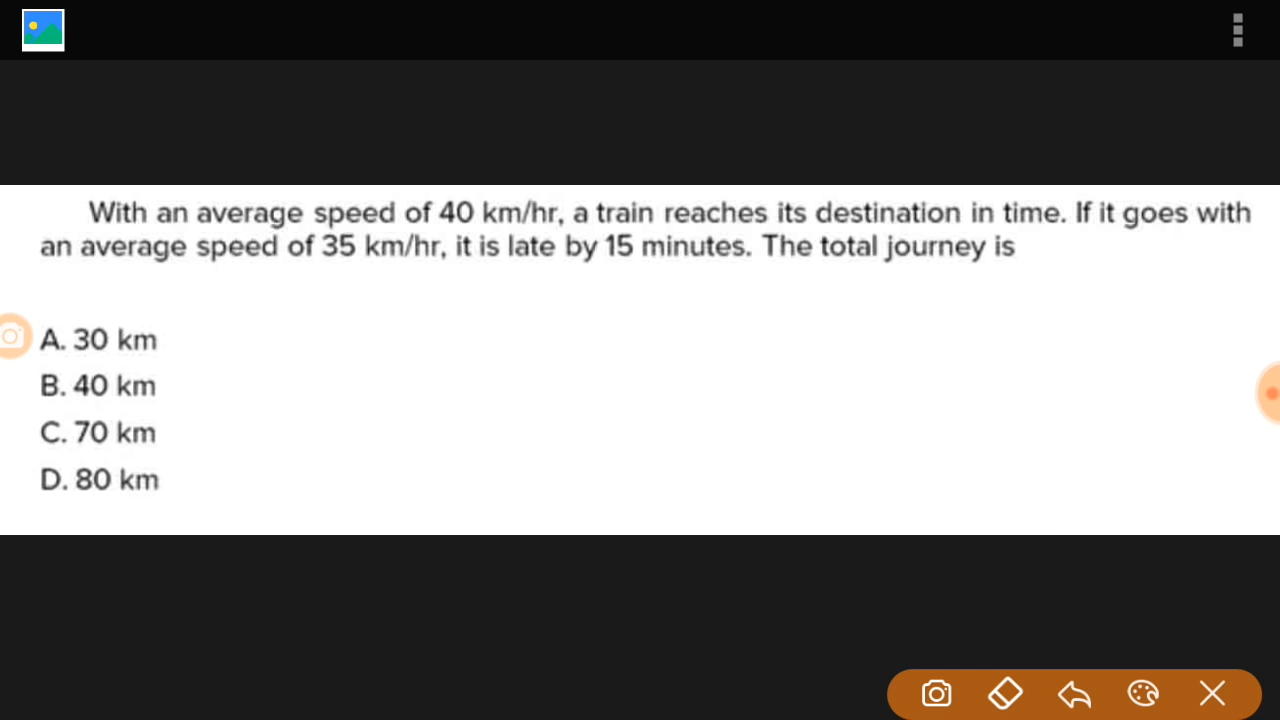 With an average speed of 40 km/hr, a train reaches its destination in time. If it goes with
an average speed of 35 km/hr, it is late by 15 minutes. The total journey is
A. 30 km
B. 40 km
C. 70 km
D. 80 km